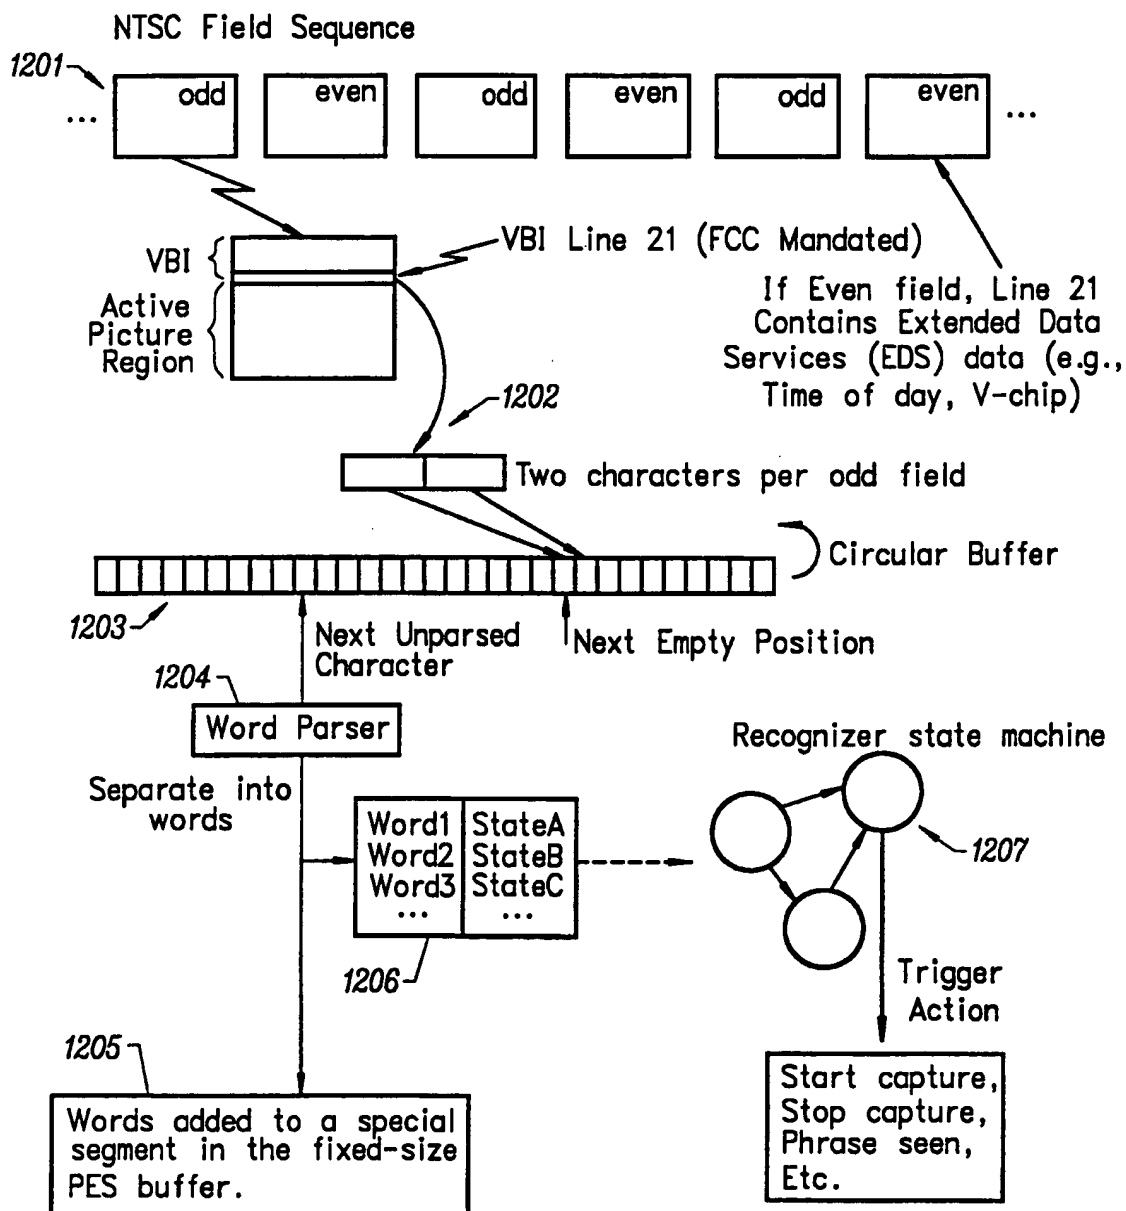 NTSC Field Sequence
1201
... odd even odd even odd even ...
VBI
VBI Line 21 (FCC Mandated)
Active
Picture
Region
If Even field, Line 21
Contains Extended Data
Services (EDS) data (e.g.,
Time of day, V-chip)
1202
Two characters per odd field
Circular Buffer
1203
Next Unparsed
Character
Next Empty Position
1204
Word Parser
Separate into
words
Word1 StateA
Word2 StateB
Word3 StateC
... ...
1206
Recognizer state machine
1207
Trigger
Action
1205
Words added to a special
segment in the fixed-size
PES buffer.
Start capture,
Stop capture,
Phrase seen,
Etc.